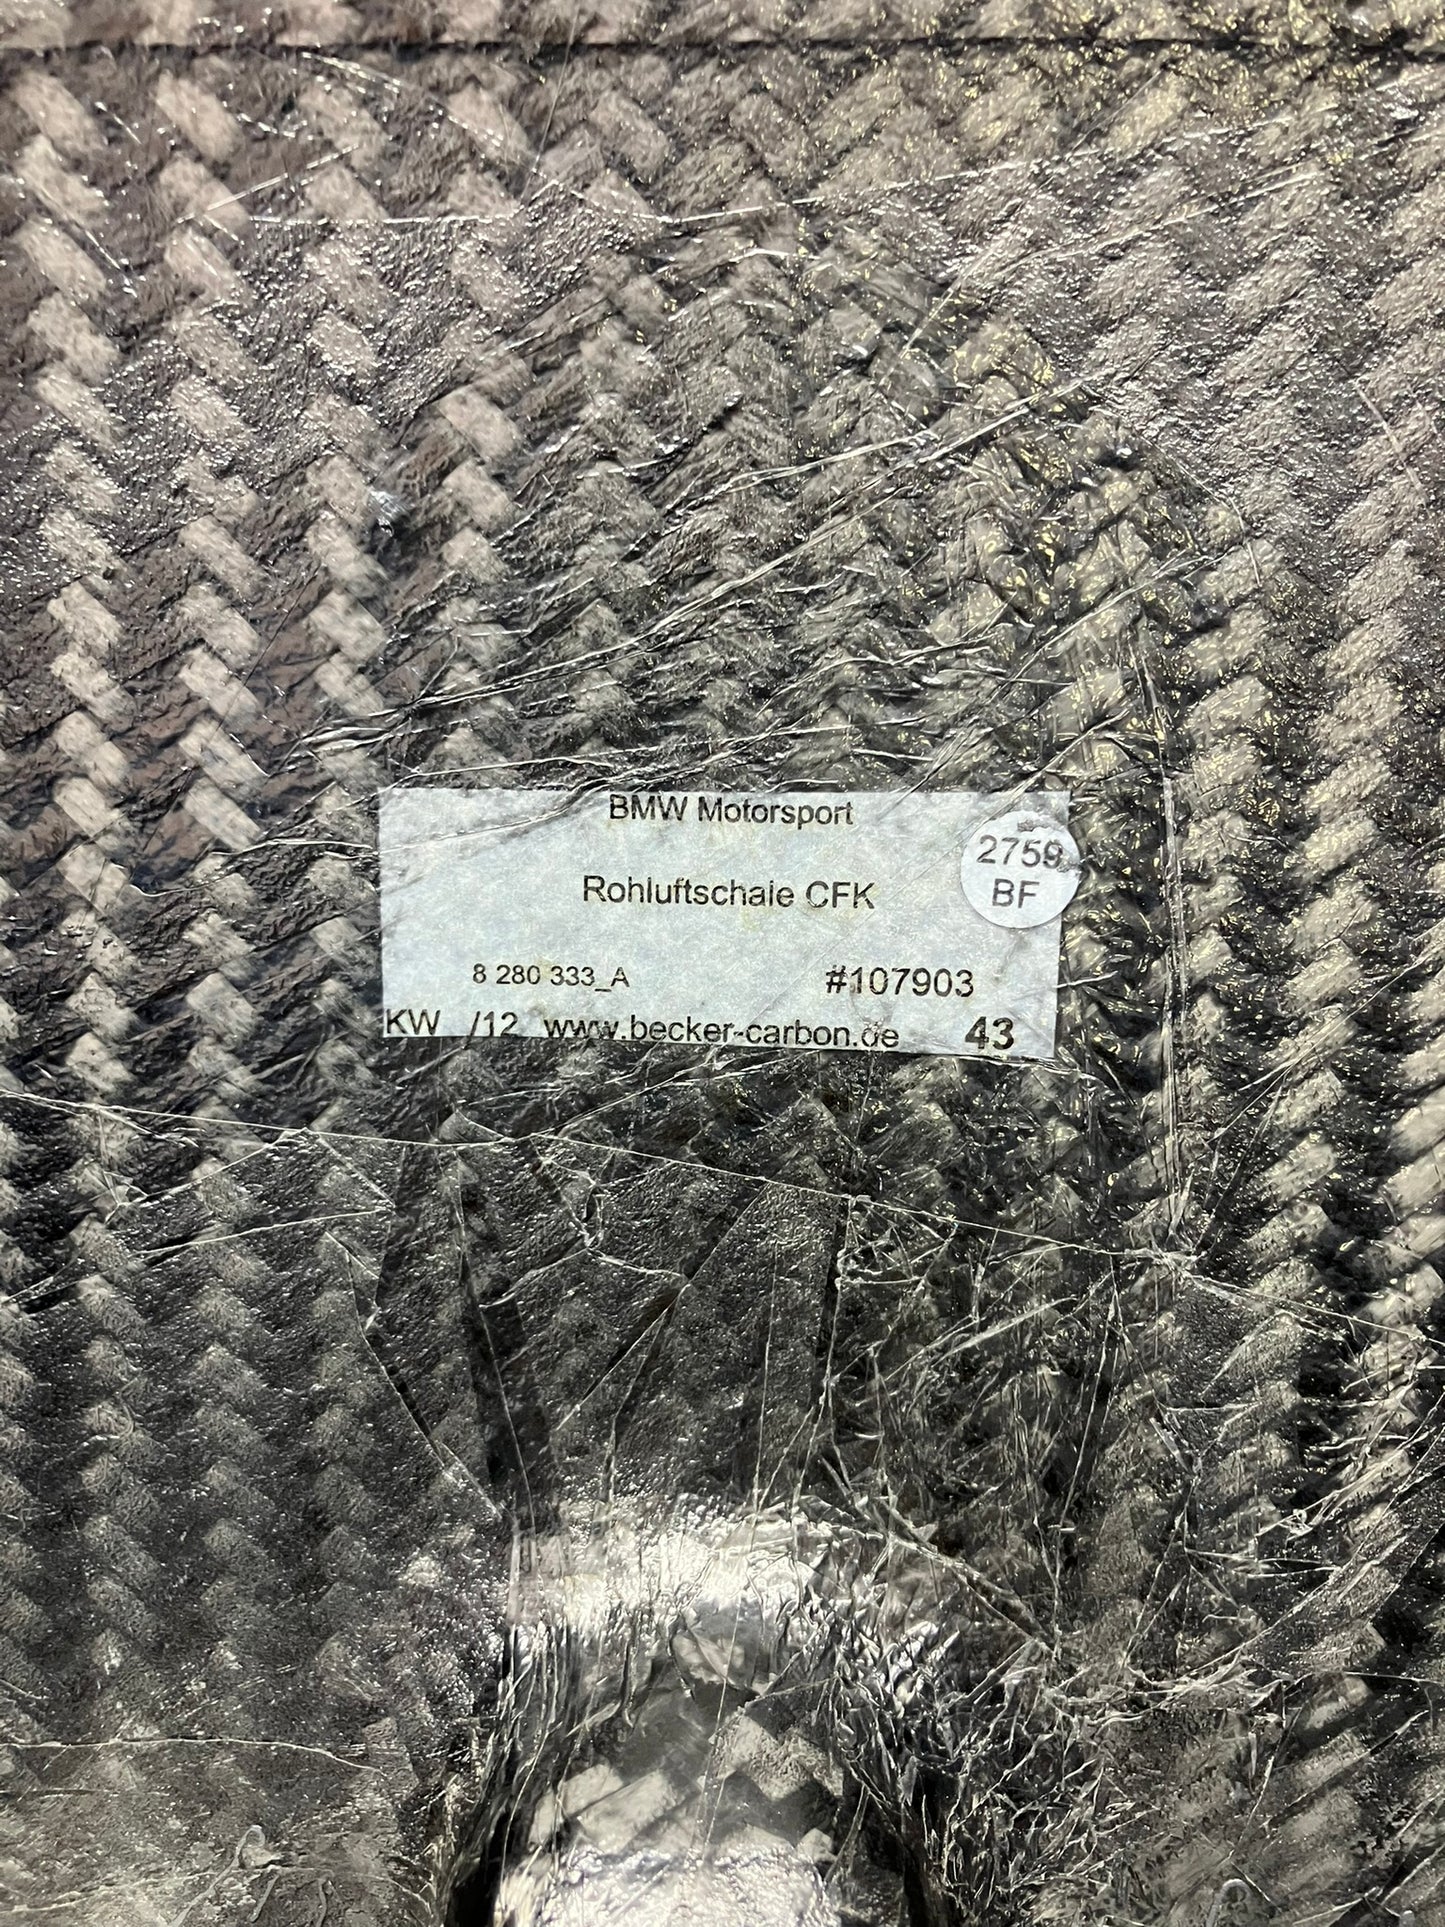 BMW Motorsport
2759
BF
Rohluftschale CFK
8 280 333_A #107903
KW /12 www.becker-carbon.de 43